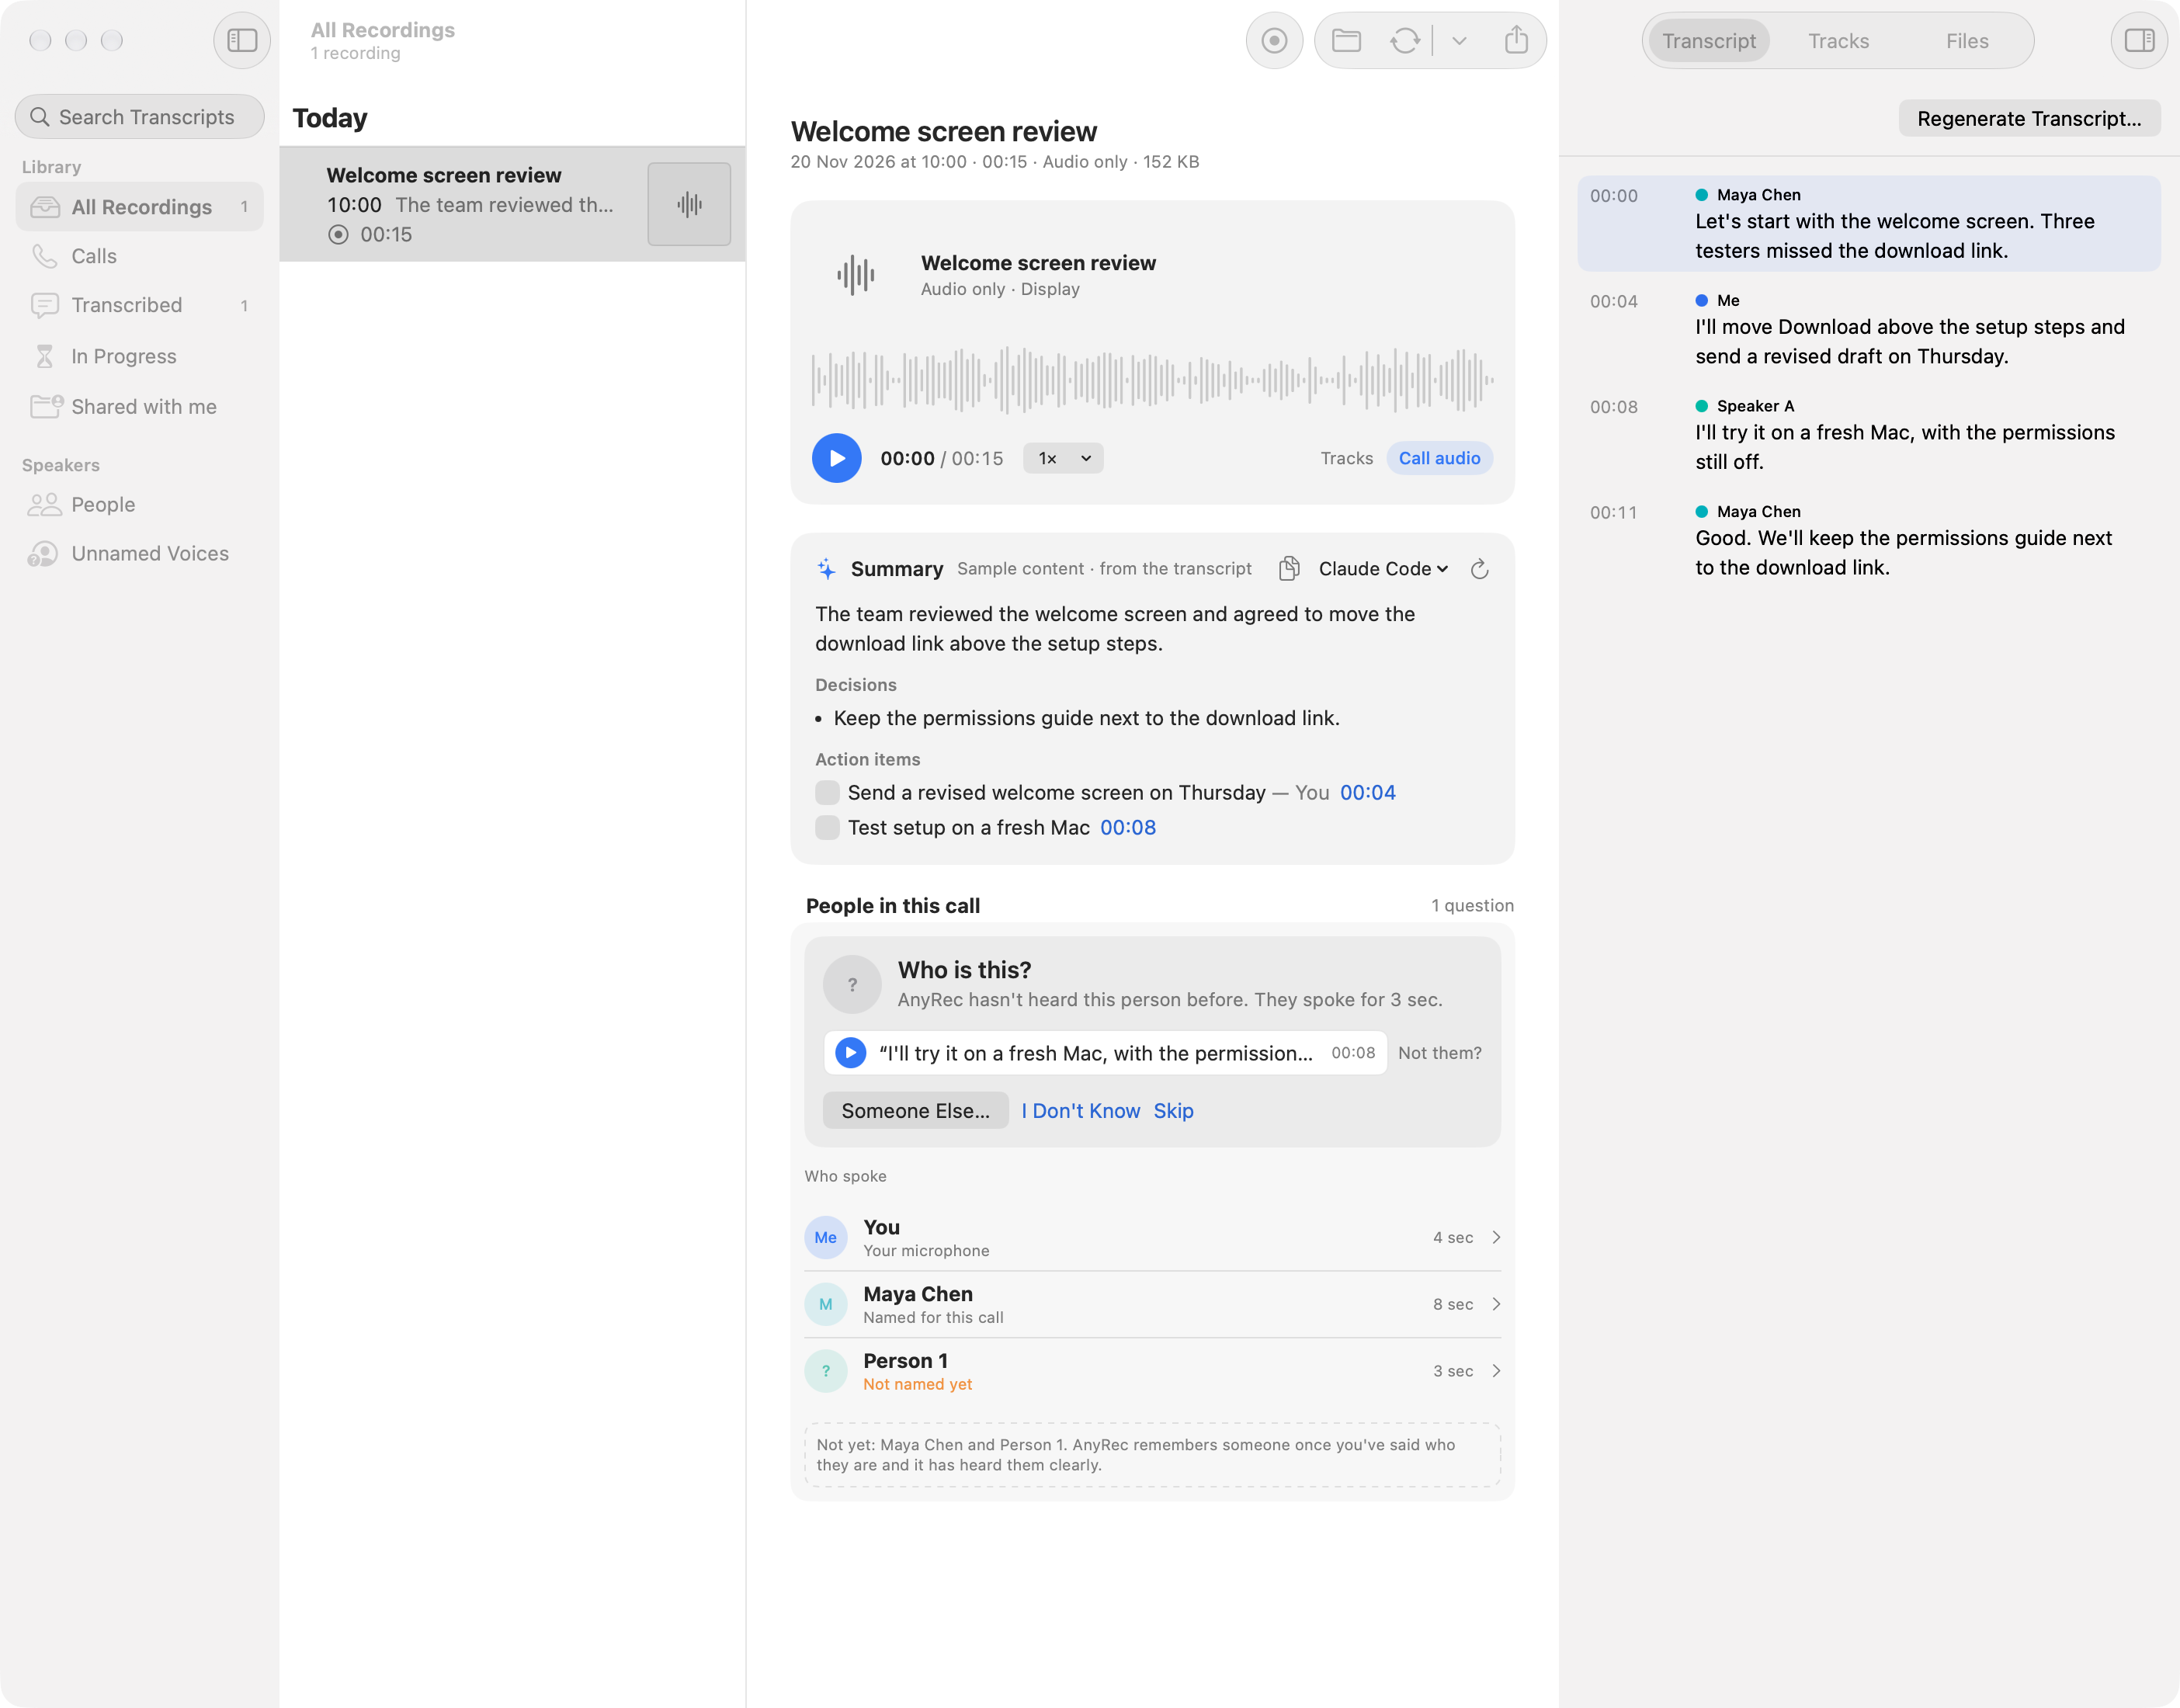 All Recordings
1 recording
Transcript
Tracks
Files
Search Transcripts
Library
All Recordings 1
Calls
Transcribed 1
In Progress
Shared with me
Speakers
People
Unnamed Voices
Today
Welcome screen review
10:00 The team reviewed th...
00:15
Welcome screen review
20 Nov 2026 at 10:00 · 00:15 · Audio only · 152 KB
Welcome screen review
Audio only · Display
00:00 / 00:15
1×
Tracks
Call audio
Summary Sample content · from the transcript
Claude Code
The team reviewed the welcome screen and agreed to move the
download link above the setup steps.
Decisions
• Keep the permissions guide next to the download link.
Action items
Send a revised welcome screen on Thursday — You 00:04
Test setup on a fresh Mac 00:08
People in this call
1 question
?
Who is this?
AnyRec hasn't heard this person before. They spoke for 3 sec.
“I'll try it on a fresh Mac, with the permission... 00:08
Not them?
Someone Else...
I Don't Know
Skip
Who spoke
Me
You
Your microphone
4 sec
M
Maya Chen
Named for this call
8 sec
?
Person 1
Not named yet
3 sec
Not yet: Maya Chen and Person 1. AnyRec remembers someone once you've said who
they are and it has heard them clearly.
Regenerate Transcript...
00:00
Maya Chen
Let's start with the welcome screen. Three
testers missed the download link.
00:04
Me
I'll move Download above the setup steps and
send a revised draft on Thursday.
00:08
Speaker A
I'll try it on a fresh Mac, with the permissions
still off.
00:11
Maya Chen
Good. We'll keep the permissions guide next
to the download link.